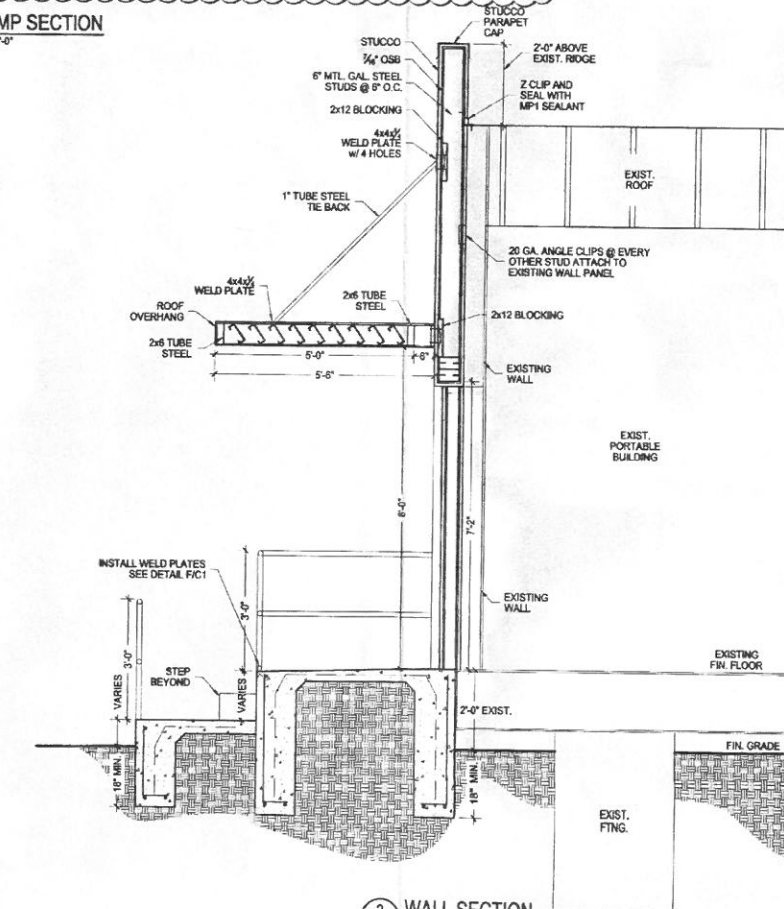 MP SECTION
STUCCO
PARAPET
CAP
STUCCO
7/16" OSB
6" MTL. GAL. STEEL
STUDS @ 6" O.C.
2x12 BLOCKING
WELD PLATE
w/ 4 HOLES
1" TUBE STEEL
TIE BACK
WELD PLATE
2x6 TUBE
STEEL
ROOF
OVERHANG
2x6 TUBE
STEEL
5'-0"
6"
5'-6"
2'-0" ABOVE
EXIST. RIDGE
Z CLIP AND
SEAL WITH
MP1 SEALANT
EXIST.
ROOF
20 GA. ANGLE CLIPS @ EVERY
OTHER STUD ATTACH TO
EXISTING WALL PANEL
2x12 BLOCKING
EXISTING
WALL
EXIST.
PORTABLE
BUILDING
8'-0"
7'-2"
INSTALL WELD PLATES
SEE DETAIL F/C1
3'-0"
EXISTING
WALL
3'-0"
STEP
BEYOND
VARIES
VARIES
EXISTING
FIN. FLOOR
2'-0" EXIST.
FIN. GRADE
18" MIN.
18" MIN.
EXIST.
FTNG.
WALL SECTION